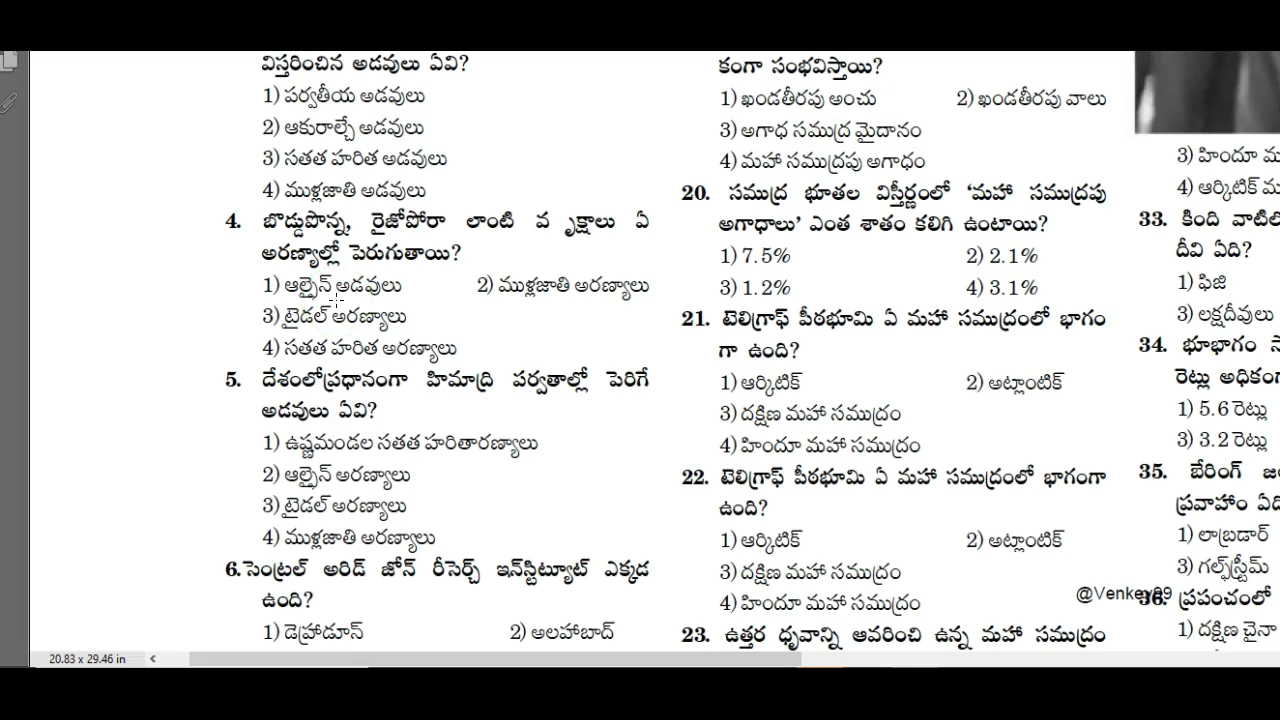 విస్తరించిన అడవులు ఏవి?
1) పర్వతీయ అడవులు
2) ఆకురాల్చే అడవులు
3) సతత హరిత అడవులు
4) ముళ్లజాతి అడవులు
4. బొడ్డుపొన్న, రైజోపోరా లాంటి వ ృక్షాలు ఏ
అరణ్యాల్లో పెరుగుతాయి?
1) ఆల్ఫైన్ అడవులు 2) ముళ్లజాతి అరణ్యాలు
3) టైడల్ అరణ్యాలు
4) సతత హరిత అరణ్యాలు
5. దేశంలోప్రధానంగా హిమాద్రి పర్వతాల్లో పెరిగే
అడవులు ఏవి?
1) ఉష్ణమండల సతత హరితారణ్యాలు
2) ఆల్ఫైన్ అరణ్యాలు
3) టైడల్ అరణ్యాలు
4) ముళ్లజాతి అరణ్యాలు
6.సెంట్రల్ అరిడ్ జోన్ రీసెర్చ్ ఇన్‌స్టిట్యూట్ ఎక్కడ
ఉంది?
1) డెహ్రాడూన్ 2) అలహాబాద్
కంగా సంభవిస్తాయి?
1) ఖండతీరపు అంచు 2) ఖండతీరపు వాలు
3) అగాధ సముద్ర మైదానం
4) మహా సముద్రపు అగాధం
20. సముద్ర భూతల విస్తీర్ణంలో ‘మహా సముద్రపు
అగాధాలు’ ఎంత శాతం కలిగి ఉంటాయి?
1) 7.5% 2) 2.1%
3) 1.2% 4) 3.1%
21. టెలిగ్రాఫ్ పీఠభూమి ఏ మహా సముద్రంలో భాగం
గా ఉంది?
1) ఆర్కిటిక్ 2) అట్లాంటిక్
3) దక్షిణ మహా సముద్రం
4) హిందూ మహా సముద్రం
22. టెలిగ్రాఫ్ పీఠభూమి ఏ మహా సముద్రంలో భాగంగా
ఉంది?
1) ఆర్కిటిక్ 2) అట్లాంటిక్
3) దక్షిణ మహా సముద్రం
4) హిందూ మహా సముద్రం
23. ఉత్తర ధృవాన్ని ఆవరించి ఉన్న మహా సముద్రం
3) హిందూ
4) ఆర్కిటిక్
33. కింది
దీవి ఏది?
1) ఫిజి
3) లక్షదీవులు
34. భూభాగం
రెట్లు
1) 5.6 రెట్లు
3) 3.2 రెట్లు
35. బేరింగ్
ప్రవాహాం
1) లాబ్రడార్
3) గల్ఫ్‌స్ట్రీమ్
36. ప్రపంచంలో
1) దక్షిణ చైనా
@Venkey99
20.83 x 29.46 in